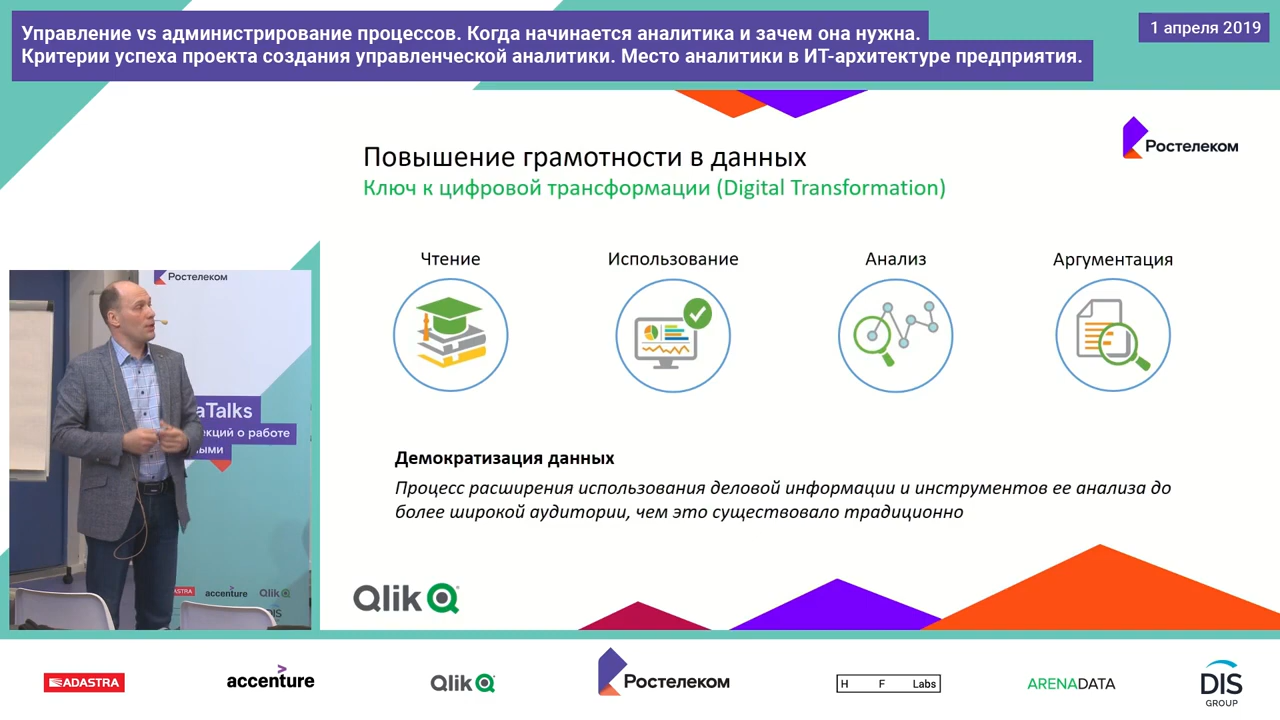 Управление vs администрирование процессов. Когда начинается аналитика и зачем она нужна.
Критерии успеха проекта создания управленческой аналитики. Место аналитики в ИТ-архитектуре предприятия.
1 апреля 2019
Ростелеком
Повышение грамотности в данных
Ключ к цифровой трансформации (Digital Transformation)
Чтение
Использование
Анализ
Аргументация
Демократизация данных
Процесс расширения использования деловой информации и инструментов ее анализа до
более широкой аудитории, чем это существовало традиционно
Qlik
Ростелеком
aTalks
екций о работе
ными
ASTRA
accenture
Qlik
DIS
ADASTRA
accenture
Qlik
Ростелеком
H F Labs
ARENADATA
DIS
GROUP